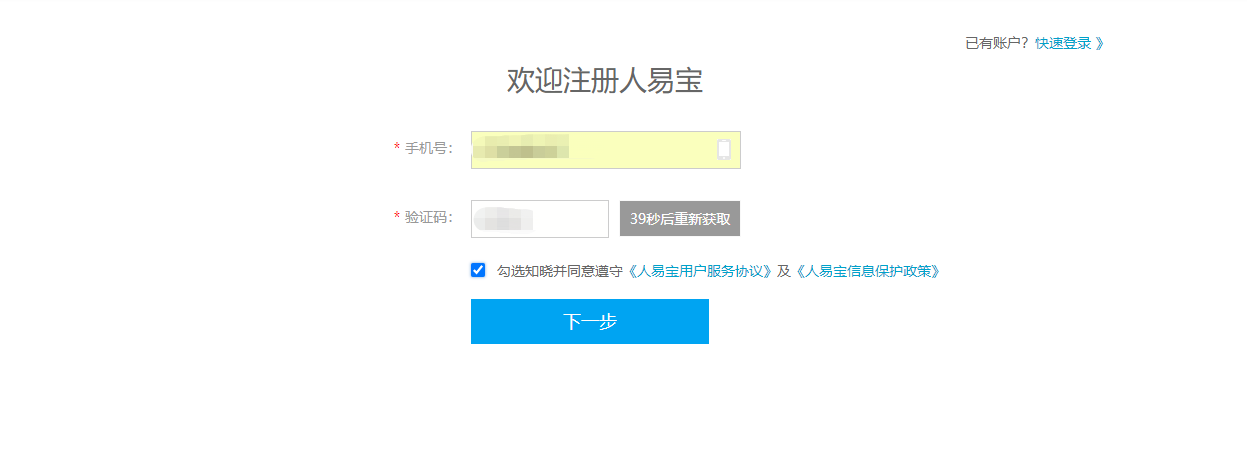 已有账户？快速登录 》
欢迎注册人易宝
* 手机号：
* 验证码：
39秒后重新获取
勾选知晓并同意遵守《人易宝用户服务协议》及《人易宝信息保护政策》
下一步